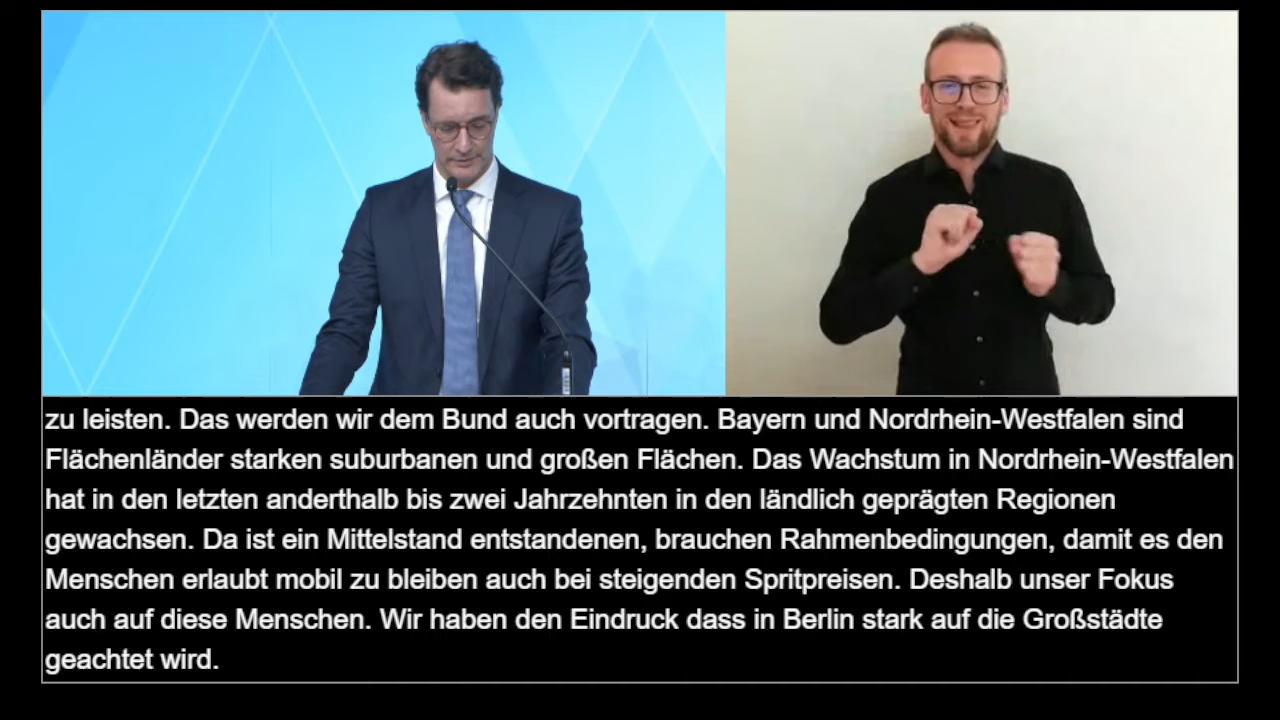 zu leisten. Das werden wir dem Bund auch vortragen. Bayern und Nordrhein-Westfalen sind
Flächenländer starken suburbanen und großen Flächen. Das Wachstum in Nordrhein-Westfalen
hat in den letzten anderthalb bis zwei Jahrzehnten in den ländlich geprägten Regionen
gewachsen. Da ist ein Mittelstand entstandenen, brauchen Rahmenbedingungen, damit es den
Menschen erlaubt mobil zu bleiben auch bei steigenden Spritpreisen. Deshalb unser Fokus
auch auf diese Menschen. Wir haben den Eindruck dass in Berlin stark auf die Großstädte
geachtet wird.